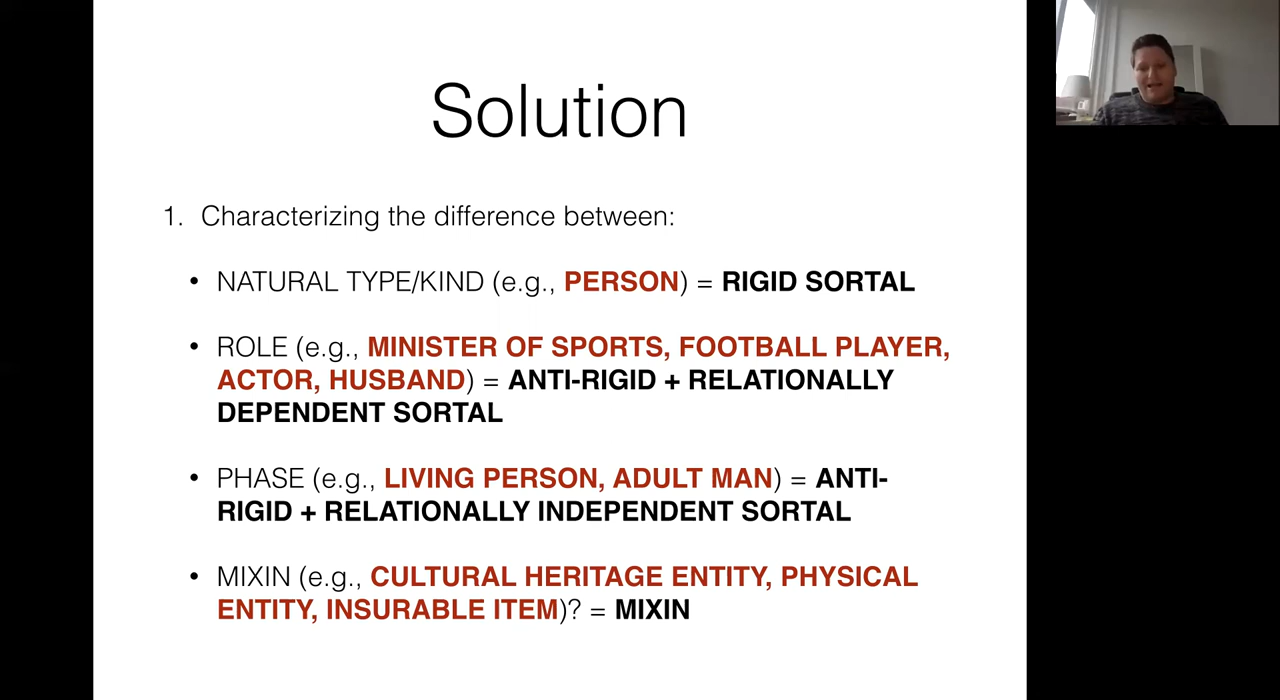 Solution
1. Characterizing the difference between:
• NATURAL TYPE/KIND (e.g., PERSON) = RIGID SORTAL
• ROLE (e.g., MINISTER OF SPORTS, FOOTBALL PLAYER,
ACTOR, HUSBAND) = ANTI-RIGID + RELATIONALLY
DEPENDENT SORTAL
• PHASE (e.g., LIVING PERSON, ADULT MAN) = ANTI-
RIGID + RELATIONALLY INDEPENDENT SORTAL
• MIXIN (e.g., CULTURAL HERITAGE ENTITY, PHYSICAL
ENTITY, INSURABLE ITEM)? = MIXIN